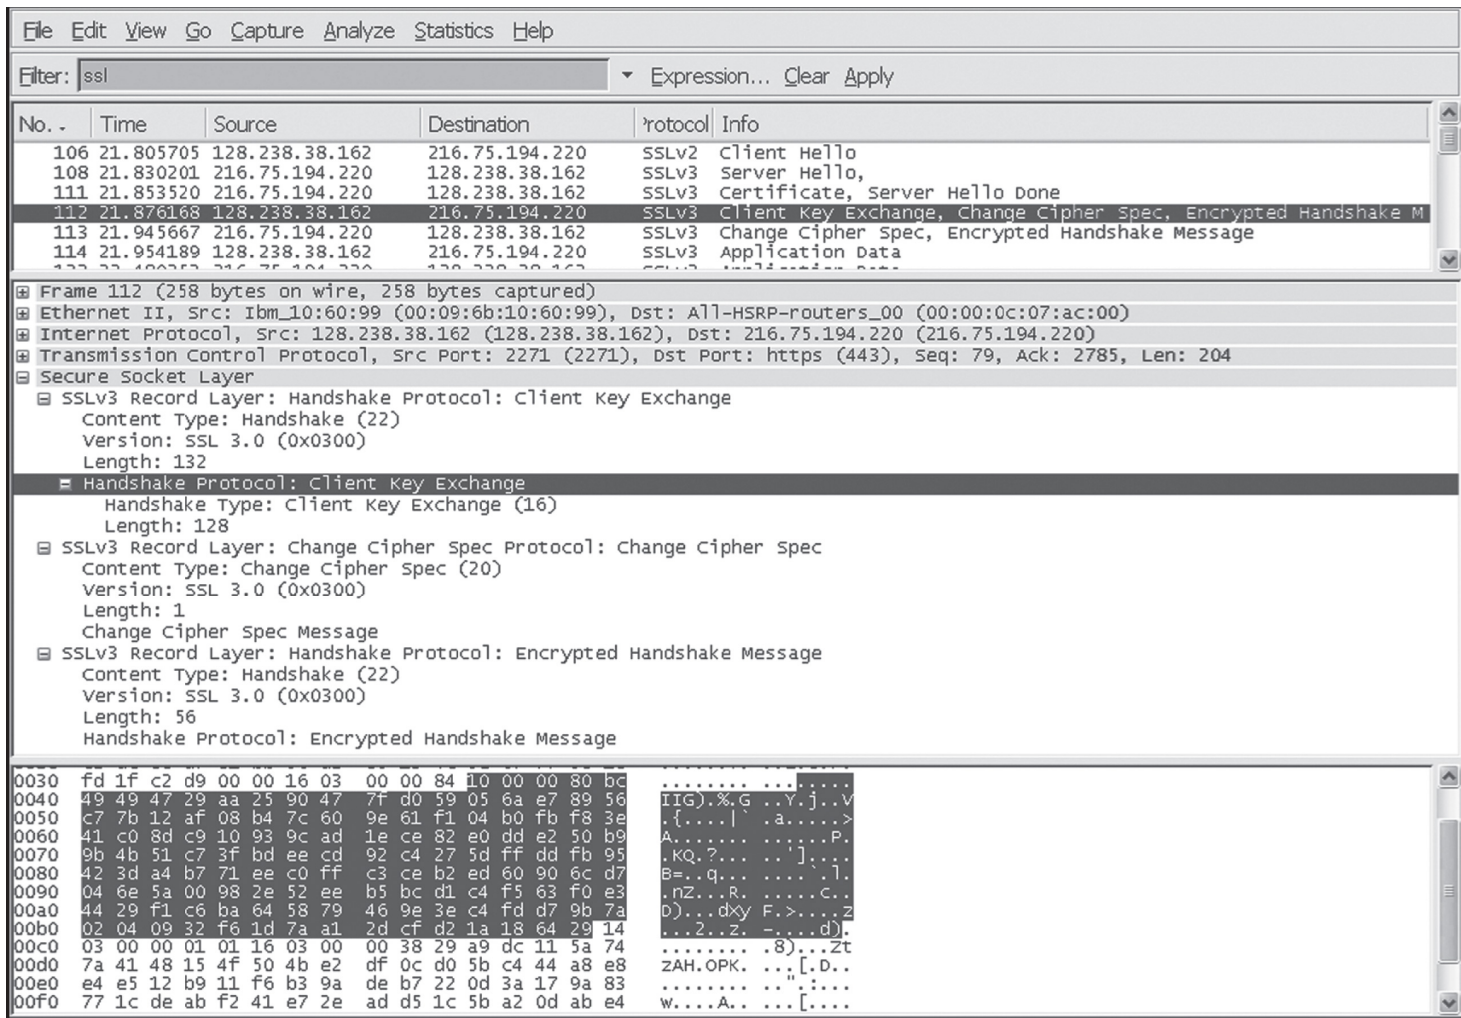 File Edit View Go Capture Analyze Statistics Help
Filter: ssl Expression... Clear Apply
No. Time Source Destination Protocol Info
106 21.805705 128.238.38.162 216.75.194.220 SSLv2 Client Hello
108 21.830201 216.75.194.220 128.238.38.162 SSLv3 Server Hello,
111 21.853520 216.75.194.220 128.238.38.162 SSLv3 Certificate, Server Hello Done
112 21.876168 128.238.38.162 216.75.194.220 SSLv3 Client Key Exchange, Change Cipher Spec, Encrypted Handshake M
113 21.945667 216.75.194.220 128.238.38.162 SSLv3 Change Cipher Spec, Encrypted Handshake Message
114 21.954189 128.238.38.162 216.75.194.220 SSLv3 Application Data
Frame 112 (258 bytes on wire, 258 bytes captured)
Ethernet II, Src: Ibm_10:60:99 (00:09:6b:10:60:99), Dst: All-HSRP-routers_00 (00:00:0c:07:ac:00)
Internet Protocol, Src: 128.238.38.162 (128.238.38.162), Dst: 216.75.194.220 (216.75.194.220)
Transmission Control Protocol, Src Port: 2271 (2271), Dst Port: https (443), Seq: 79, Ack: 2785, Len: 204
Secure Socket Layer
SSLv3 Record Layer: Handshake Protocol: Client Key Exchange
Content Type: Handshake (22)
Version: SSL 3.0 (0x0300)
Length: 132
Handshake Protocol: Client Key Exchange
Handshake Type: Client Key Exchange (16)
Length: 128
SSLv3 Record Layer: Change Cipher Spec Protocol: Change Cipher Spec
Content Type: Change Cipher Spec (20)
Version: SSL 3.0 (0x0300)
Length: 1
Change Cipher Spec Message
SSLv3 Record Layer: Handshake Protocol: Encrypted Handshake Message
Content Type: Handshake (22)
Version: SSL 3.0 (0x0300)
Length: 56
Handshake Protocol: Encrypted Handshake Message
0030 fd 1f c2 d9 00 00 16 03 00 00 84 10 00 00 80 bc ........ ........
0040 49 49 47 29 aa 25 90 47 7f d0 59 05 6a e7 89 56 IIG).%.G ..Y.j..V
0050 c7 7b 12 af 08 b4 7c 60 9e 61 f1 04 b0 fb f8 3e .{....|` .a.....>
0060 41 c0 8d c9 10 93 9c ad 1e ce 82 e0 dd e2 50 b9 A....... ......P.
0070 9b 4b 51 c7 3f bd ee cd 92 c4 27 5d ff dd fb 95 .KQ.?... ..']....
0080 42 3d a4 b7 71 ee c0 ff c3 ce b2 ed 60 90 6c d7 B=..q... ....`.l.
0090 04 6e 5a 00 98 2e 52 ee b5 bc d1 c4 f5 63 f0 e3 .nZ...R. .....c..
00a0 44 29 f1 c6 ba 64 58 79 46 9e 3e c4 fd d7 9b 7a D)...dXy F.>....z
00b0 02 04 09 32 f6 1d 7a a1 2d cf d2 1a 18 64 29 14 ...2..z. -....d).
00c0 03 00 00 01 01 16 03 00 00 38 29 a9 dc 11 5a 74 ........ .8)...Zt
00d0 7a 41 48 15 4f 50 4b e2 df 0c d0 5b c4 44 a8 e8 zAH.OPK. ...[.D..
00e0 e4 e5 12 b9 11 f6 b3 9a de b7 22 0d 3a 17 9a 83 ........ ..".:...
00f0 77 1c de ab f2 41 e7 2e ad d5 1c 5b a2 0d ab e4 w....A.. ...[....